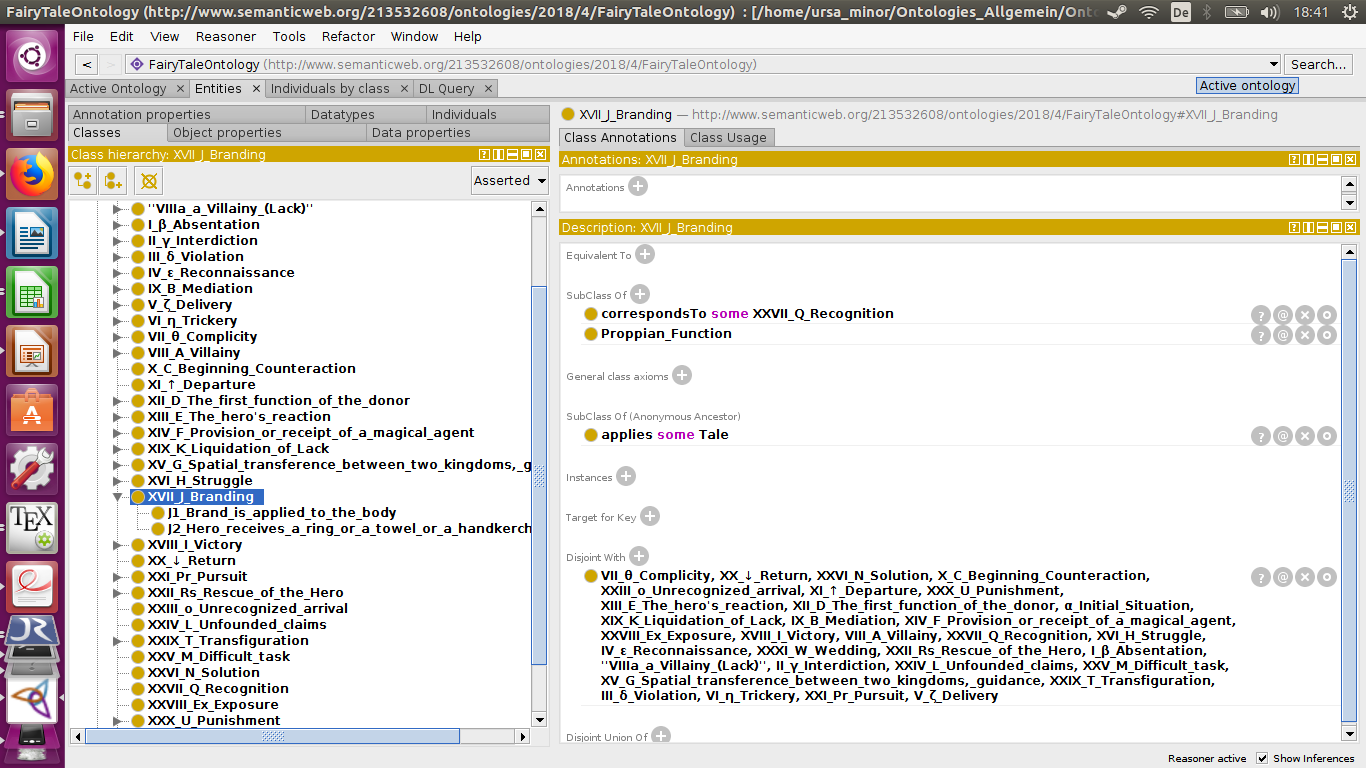 FairyTaleOntology (http://www.semanticweb.org/213532608/ontologies/2018/4/FairyTaleOntology) : [/home/ursa_minor/Ontologies_Allgemein/Onto
De
18:41
File Edit View Reasoner Tools Refactor Window Help
< > FairyTaleOntology (http://www.semanticweb.org/213532608/ontologies/2018/4/FairyTaleOntology) Search...
Active Ontology × Entities × Individuals by class × DL Query ×
Active ontology
Annotation properties Datatypes Individuals
Classes Object properties Data properties
Class hierarchy: XVII_J_Branding
Asserted
''VIIIa_a_Villainy_(Lack)''
I_β_Absentation
II_γ_Interdiction
III_δ_Violation
IV_ε_Reconnaissance
IX_B_Mediation
V_ζ_Delivery
VI_η_Trickery
VII_θ_Complicity
VIII_A_Villainy
X_C_Beginning_Counteraction
XI_↑_Departure
XII_D_The_first_function_of_the_donor
XIII_E_The_hero's_reaction
XIV_F_Provision_or_receipt_of_a_magical_agent
XIX_K_Liquidation_of_Lack
XV_G_Spatial_transference_between_two_kingdoms,_g
XVI_H_Struggle
XVII_J_Branding
J1_Brand_is_applied_to_the_body
J2_Hero_receives_a_ring_or_a_towel_or_a_handkerch
XVIII_I_Victory
XX_↓_Return
XXI_Pr_Pursuit
XXII_Rs_Rescue_of_the_Hero
XXIII_o_Unrecognized_arrival
XXIV_L_Unfounded_claims
XXIX_T_Transfiguration
XXV_M_Difficult_task
XXVI_N_Solution
XXVII_Q_Recognition
XXVIII_Ex_Exposure
XXX_U_Punishment
XVII_J_Branding — http://www.semanticweb.org/213532608/ontologies/2018/4/FairyTaleOntology#XVII_J_Branding
Class Annotations Class Usage
Annotations: XVII_J_Branding
Annotations
Description: XVII_J_Branding
Equivalent To
SubClass Of
correspondsTo some XXVII_Q_Recognition
Proppian_Function
General class axioms
SubClass Of (Anonymous Ancestor)
applies some Tale
Instances
Target for Key
Disjoint With
VII_θ_Complicity, XX_↓_Return, XXVI_N_Solution, X_C_Beginning_Counteraction,
XXIII_o_Unrecognized_arrival, XI_↑_Departure, XXX_U_Punishment,
XIII_E_The_hero's_reaction, XII_D_The_first_function_of_the_donor, α_Initial_Situation,
XIX_K_Liquidation_of_Lack, IX_B_Mediation, XIV_F_Provision_or_receipt_of_a_magical_agent,
XXVIII_Ex_Exposure, XVIII_I_Victory, VIII_A_Villainy, XXVII_Q_Recognition, XVI_H_Struggle,
IV_ε_Reconnaissance, XXXI_W_Wedding, XXII_Rs_Rescue_of_the_Hero, I_β_Absentation,
''VIIIa_a_Villainy_(Lack)'', II_γ_Interdiction, XXIV_L_Unfounded_claims, XXV_M_Difficult_task,
XV_G_Spatial_transference_between_two_kingdoms,_guidance, XXIX_T_Transfiguration,
III_δ_Violation, VI_η_Trickery, XXI_Pr_Pursuit, V_ζ_Delivery
Disjoint Union Of
Reasoner active Show Inferences
TEX
JR